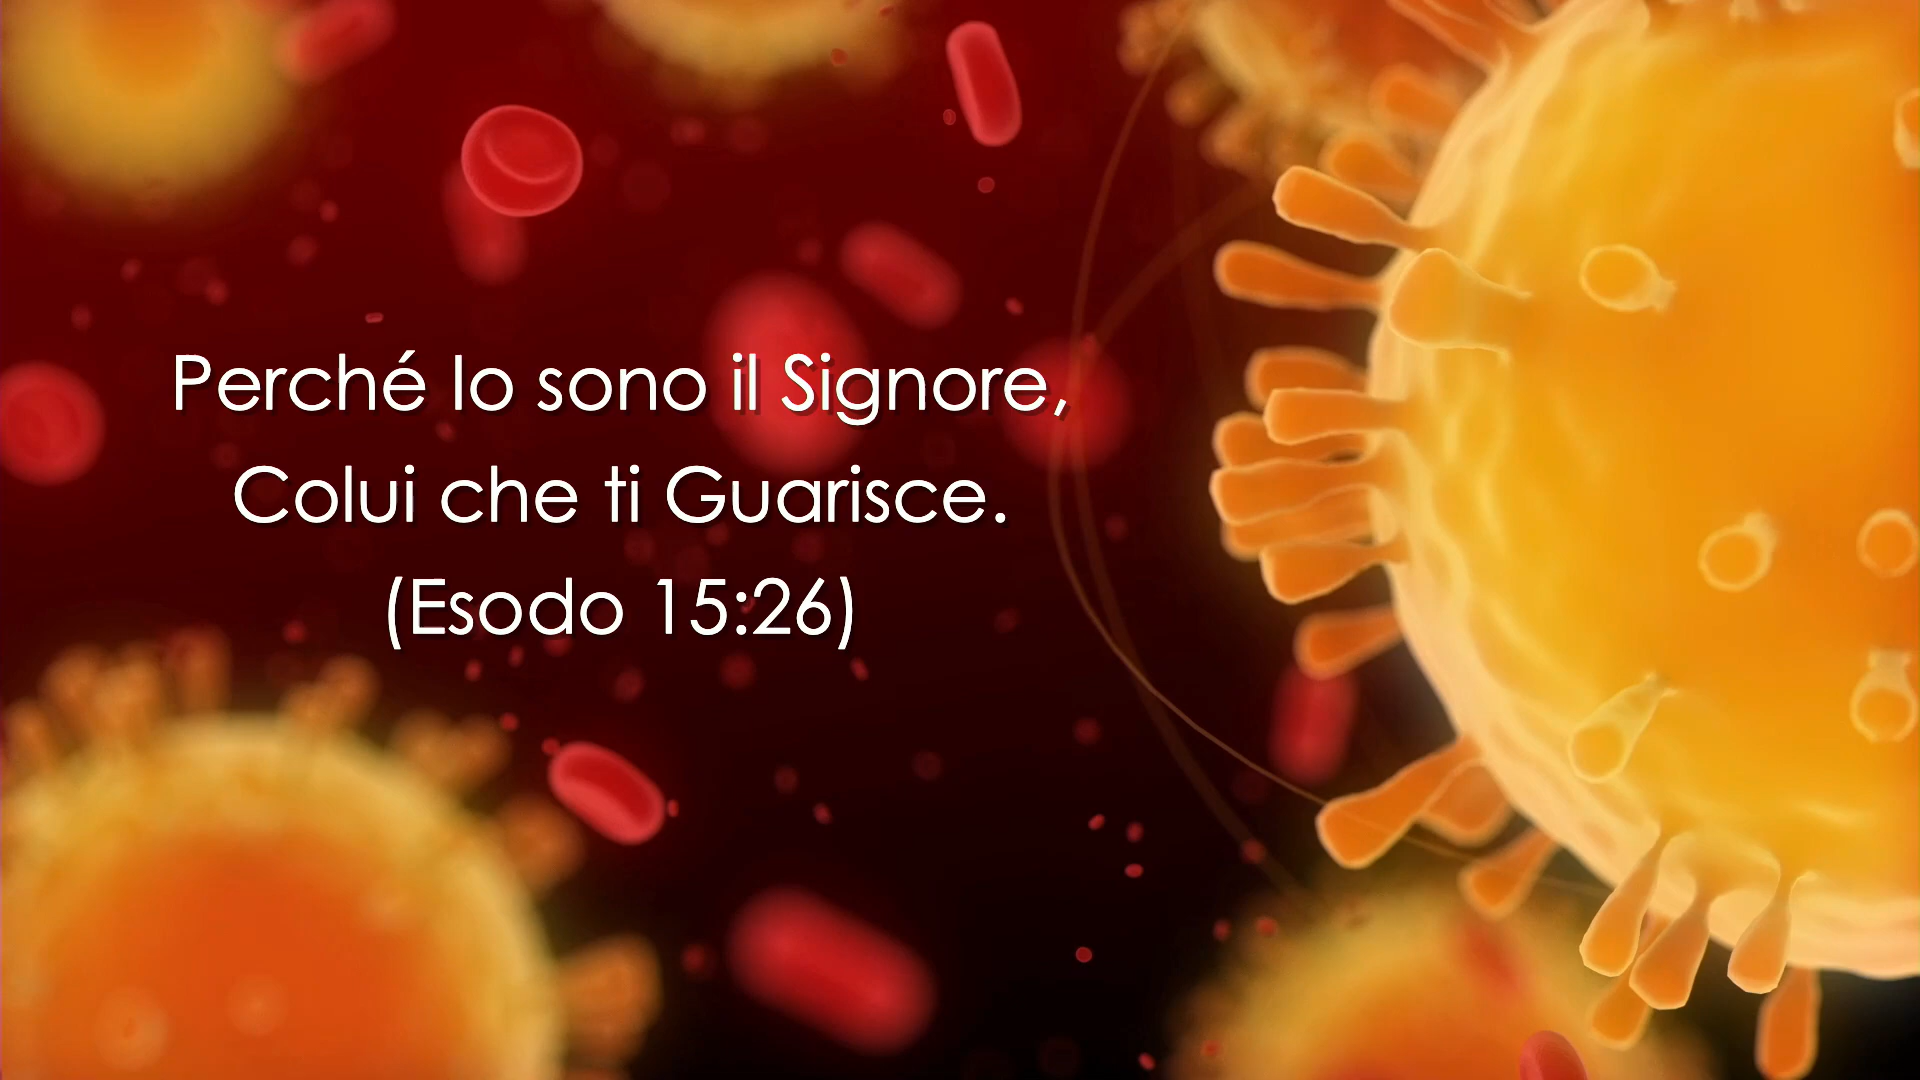 Perché Io sono il Signore,
Colui che ti Guarisce.
(Esodo 15:26)